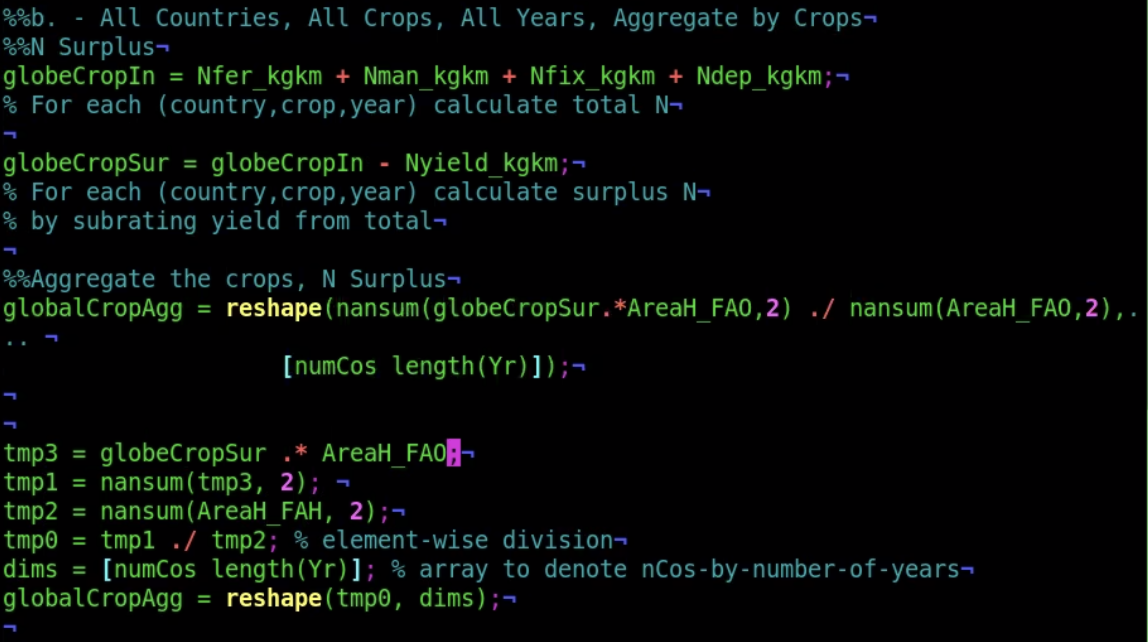 %%b. - All Countries, All Crops, All Years, Aggregate by Crops¬
%%N Surplus¬
globeCropIn = Nfer_kgkm + Nman_kgkm + Nfix_kgkm + Ndep_kgkm;¬
% For each (country,crop,year) calculate total N¬
¬
globeCropSur = globeCropIn - Nyield_kgkm;¬
% For each (country,crop,year) calculate surplus N¬
% by subrating yield from total¬
¬
%%Aggregate the crops, N Surplus¬
globalCropAgg = reshape(nansum(globeCropSur.*AreaH_FAO,2) ./ nansum(AreaH_FAO,2),.
.. ¬
[numCos length(Yr)]);¬
¬
¬
tmp3 = globeCropSur .* AreaH_FAO;¬
tmp1 = nansum(tmp3, 2); ¬
tmp2 = nansum(AreaH_FAH, 2);¬
tmp0 = tmp1 ./ tmp2; % element-wise division¬
dims = [numCos length(Yr)]; % array to denote nCos-by-number-of-years¬
globalCropAgg = reshape(tmp0, dims);¬
¬